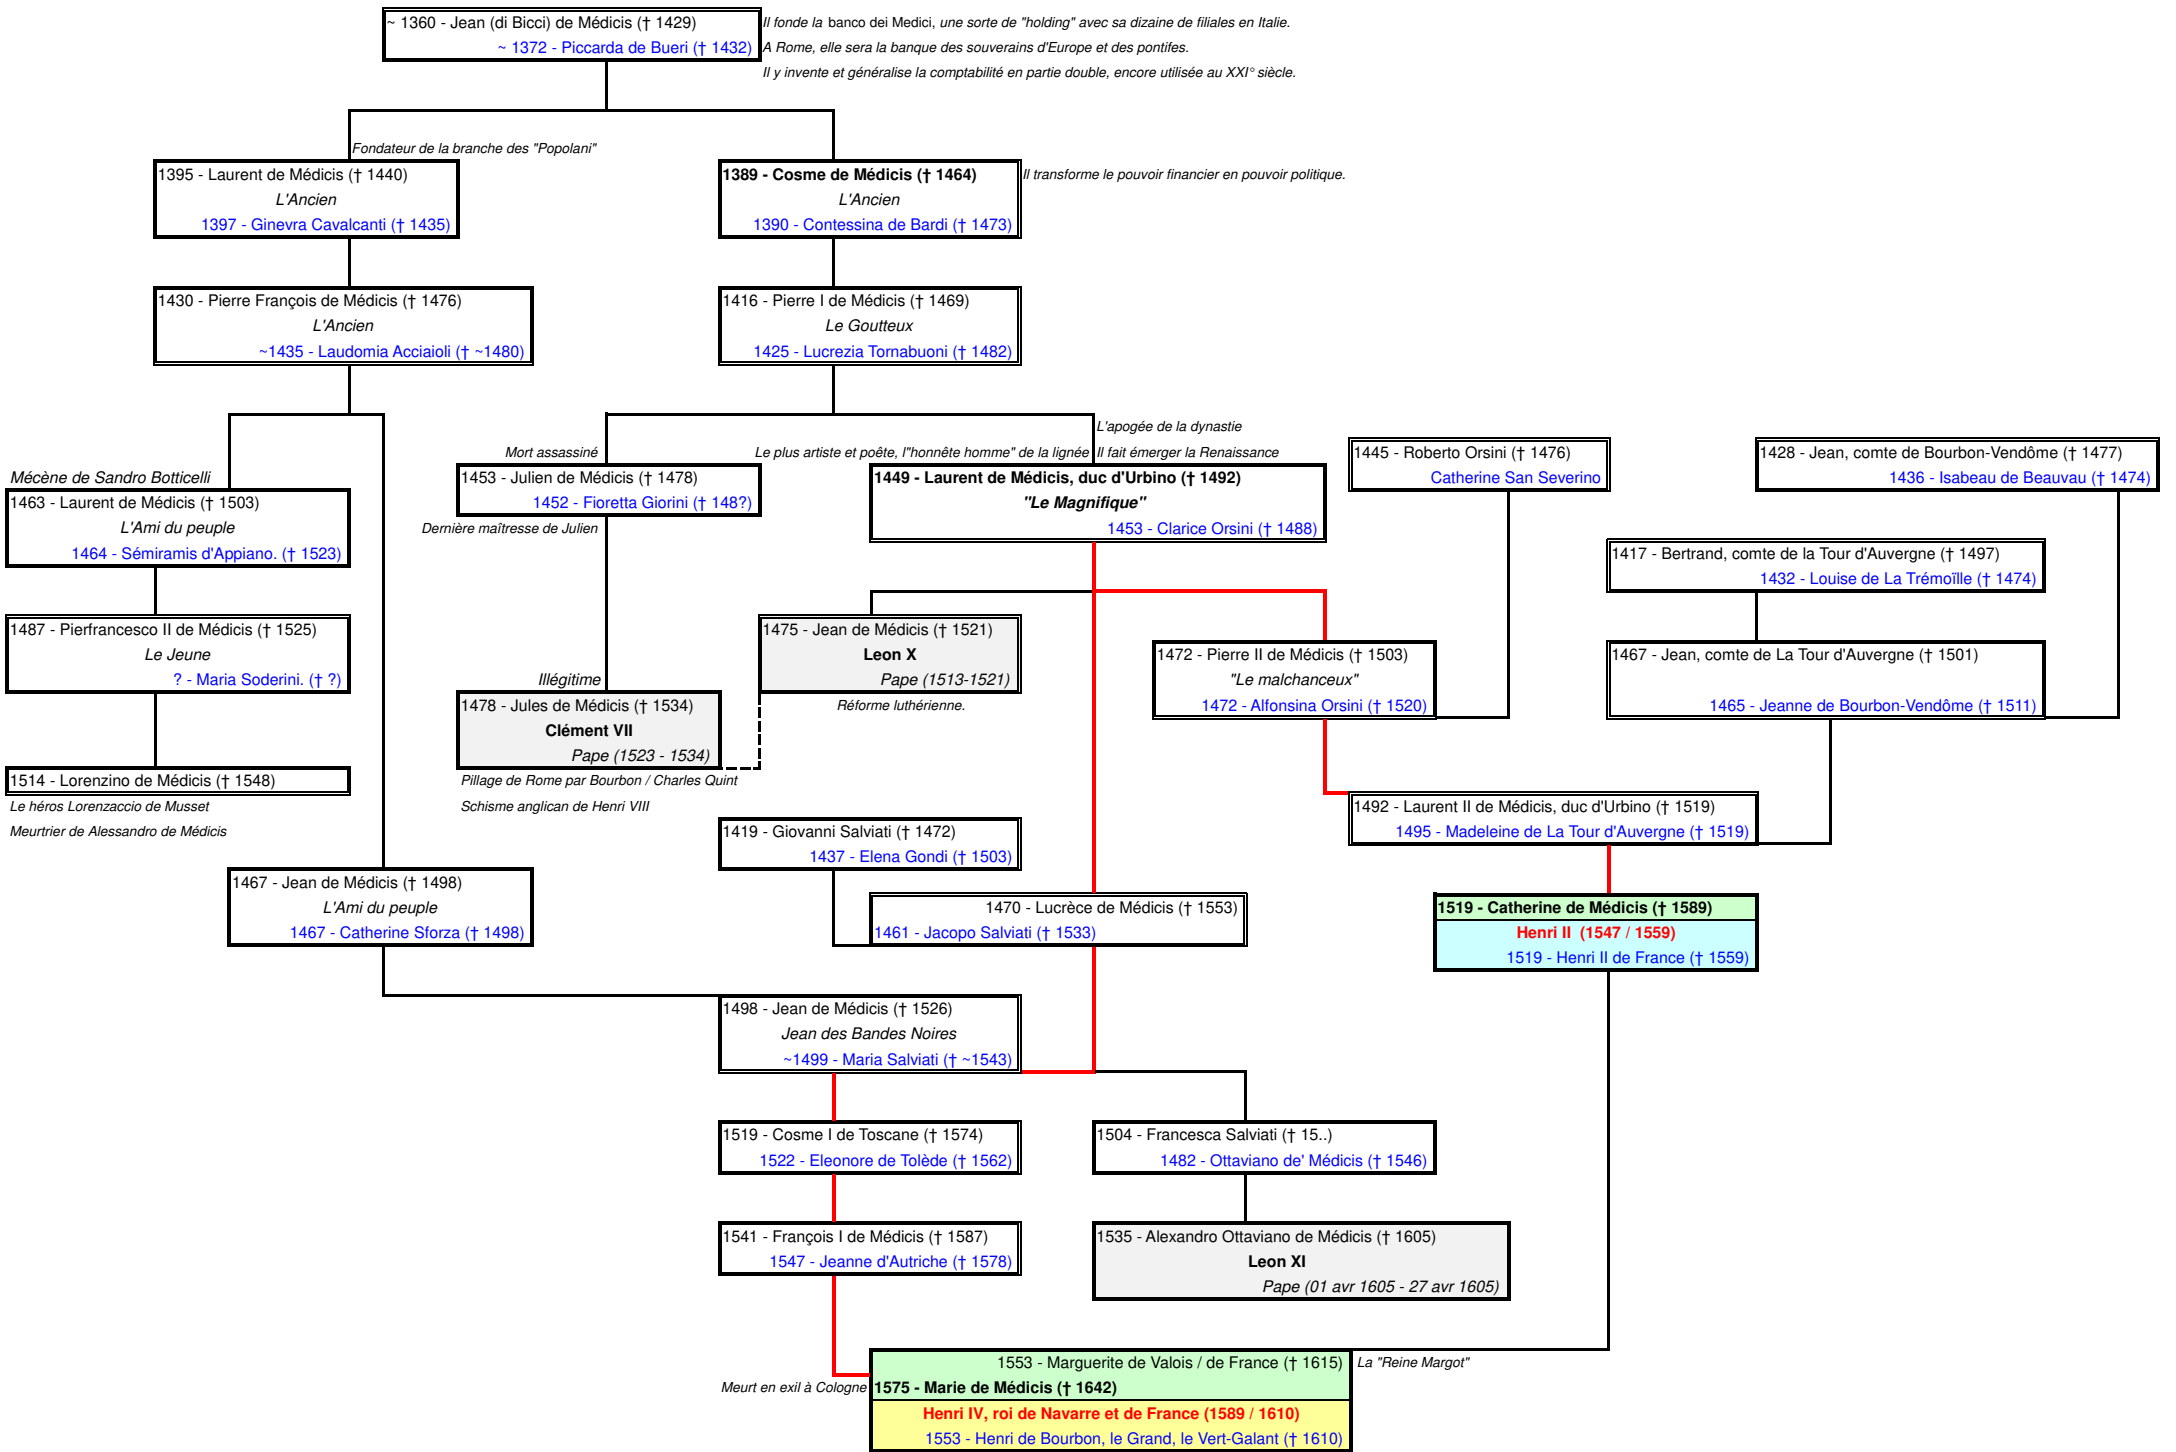 ~ 1360 - Jean (di Bicci) de Médicis († 1429)
~ 1372 - Piccarda de Bueri († 1432)
Il fonde la banco dei Medici, une sorte de "holding" avec sa dizaine de filiales en Italie.
A Rome, elle sera la banque des souverains d'Europe et des pontifes.
Il y invente et généralise la comptabilité en partie double, encore utilisée au XXI° siècle.
Fondateur de la branche des "Popolani"
1395 - Laurent de Médicis († 1440)
L'Ancien
1397 - Ginevra Cavalcanti († 1435)
1389 - Cosme de Médicis († 1464)
L'Ancien
1390 - Contessina de Bardi († 1473)
Il transforme le pouvoir financier en pouvoir politique.
1430 - Pierre François de Médicis († 1476)
L'Ancien
~1435 - Laudomia Acciaioli († ~1480)
1416 - Pierre I de Médicis († 1469)
Le Goutteux
1425 - Lucrezia Tornabuoni († 1482)
L'apogée de la dynastie
Mort assassiné
Le plus artiste et poête, l"honnête homme" de la lignée
Il fait émerger la Renaissance
Mécène de Sandro Botticelli
1463 - Laurent de Médicis († 1503)
L'Ami du peuple
1464 - Sémiramis d'Appiano. († 1523)
1453 - Julien de Médicis († 1478)
1452 - Fioretta Giorini († 148?)
Dernière maîtresse de Julien
1449 - Laurent de Médicis, duc d'Urbino († 1492)
"Le Magnifique"
1453 - Clarice Orsini († 1488)
1445 - Roberto Orsini († 1476)
Catherine San Severino
1428 - Jean, comte de Bourbon-Vendôme († 1477)
1436 - Isabeau de Beauvau († 1474)
1417 - Bertrand, comte de la Tour d'Auvergne († 1497)
1432 - Louise de La Trémoïlle († 1474)
1487 - Pierfrancesco II de Médicis († 1525)
Le Jeune
? - Maria Soderini. († ?)
1475 - Jean de Médicis († 1521)
Leon X
Pape (1513-1521)
Réforme luthérienne.
1472 - Pierre II de Médicis († 1503)
"Le malchanceux"
1472 - Alfonsina Orsini († 1520)
1467 - Jean, comte de La Tour d'Auvergne († 1501)
1465 - Jeanne de Bourbon-Vendôme († 1511)
Illégitime
1478 - Jules de Médicis († 1534)
Clément VII
Pape (1523 - 1534)
Pillage de Rome par Bourbon / Charles Quint
Schisme anglican de Henri VIII
1514 - Lorenzino de Médicis († 1548)
Le héros Lorenzaccio de Musset
Meurtrier de Alessandro de Médicis
1492 - Laurent II de Médicis, duc d'Urbino († 1519)
1495 - Madeleine de La Tour d'Auvergne († 1519)
1419 - Giovanni Salviati († 1472)
1437 - Elena Gondi († 1503)
1467 - Jean de Médicis († 1498)
L'Ami du peuple
1467 - Catherine Sforza († 1498)
1470 - Lucrèce de Médicis († 1553)
1461 - Jacopo Salviati († 1533)
1519 - Catherine de Médicis († 1589)
Henri II (1547 / 1559)
1519 - Henri II de France († 1559)
1498 - Jean de Médicis († 1526)
Jean des Bandes Noires
~1499 - Maria Salviati († ~1543)
1519 - Cosme I de Toscane († 1574)
1522 - Eleonore de Tolède († 1562)
1504 - Francesca Salviati († 15..)
1482 - Ottaviano de' Médicis († 1546)
1541 - François I de Médicis († 1587)
1547 - Jeanne d'Autriche († 1578)
1535 - Alexandro Ottaviano de Médicis († 1605)
Leon XI
Pape (01 avr 1605 - 27 avr 1605)
1553 - Marguerite de Valois / de France († 1615)
La "Reine Margot"
Meurt en exil à Cologne
1575 - Marie de Médicis († 1642)
Henri IV, roi de Navarre et de France (1589 / 1610)
1553 - Henri de Bourbon, le Grand, le Vert-Galant († 1610)